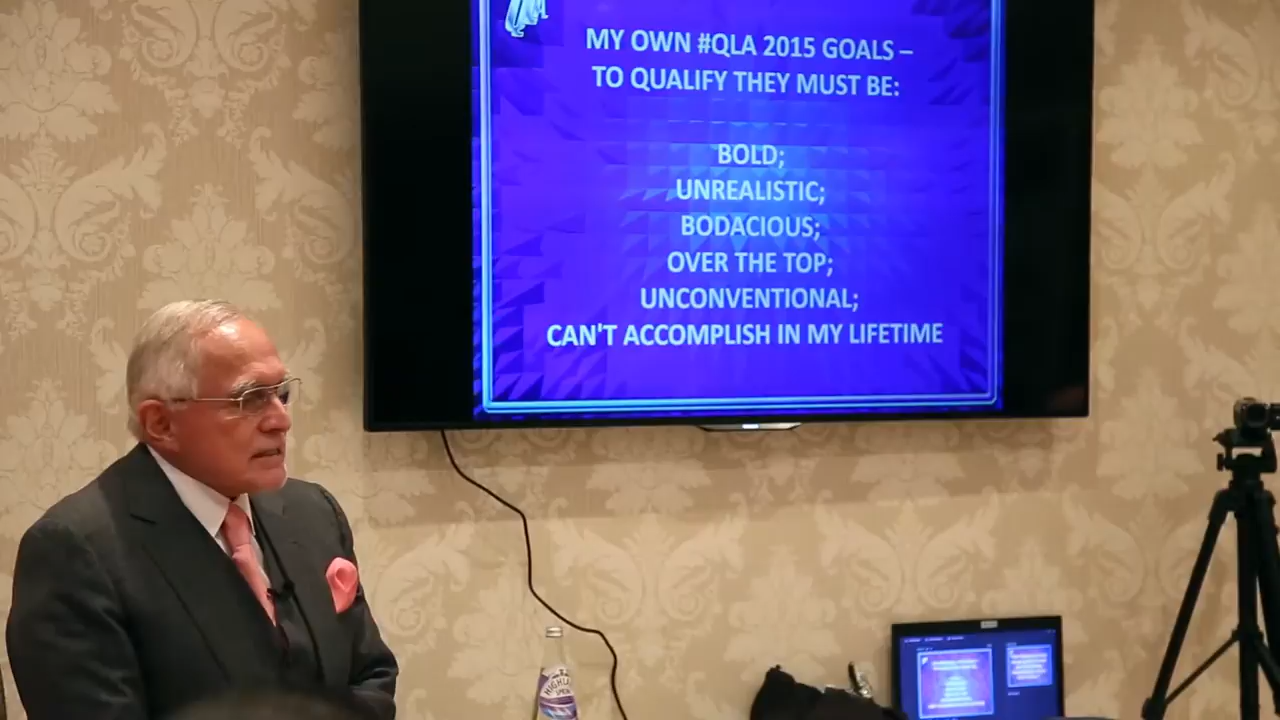 MY OWN #QLA 2015 GOALS –
TO QUALIFY THEY MUST BE:
BOLD;
UNREALISTIC;
BODACIOUS;
OVER THE TOP;
UNCONVENTIONAL;
CAN'T ACCOMPLISH IN MY LIFETIME